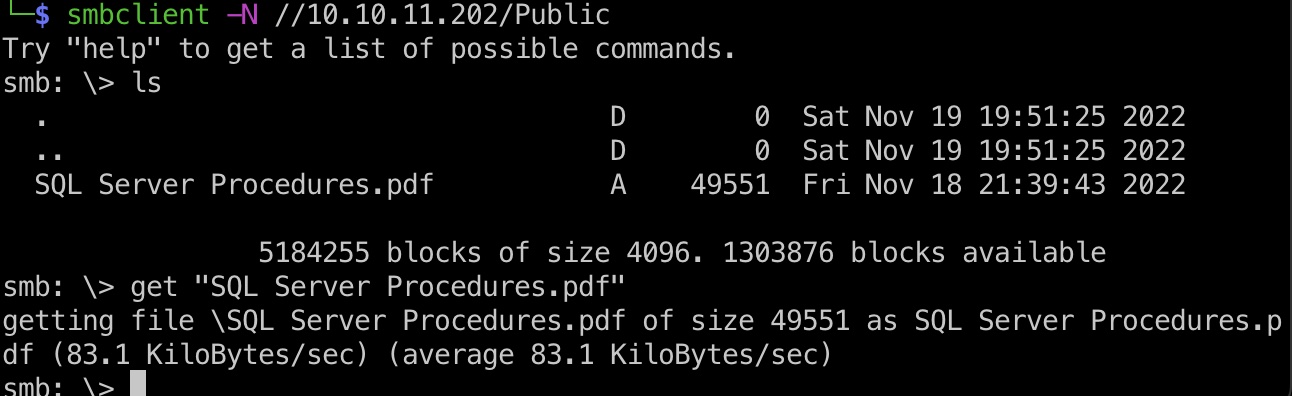 └─$ smbclient -N //10.10.11.202/Public
Try "help" to get a list of possible commands.
smb: \> ls
  .                                   D        0  Sat Nov 19 19:51:25 2022
  ..                                  D        0  Sat Nov 19 19:51:25 2022
  SQL Server Procedures.pdf           A    49551  Fri Nov 18 21:39:43 2022

                5184255 blocks of size 4096. 1303876 blocks available
smb: \> get "SQL Server Procedures.pdf"
getting file \SQL Server Procedures.pdf of size 49551 as SQL Server Procedures.p
df (83.1 KiloBytes/sec) (average 83.1 KiloBytes/sec)
smb: \>